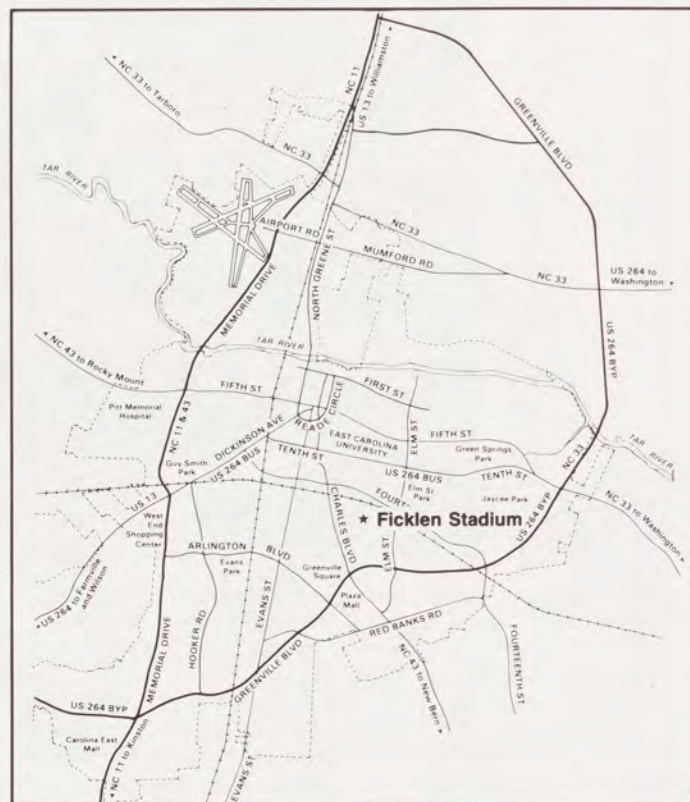 NC 11
US 13 to Williamston
NC 33 to Tarboro
GREENVILLE BLVD
NC 33
TAR RIVER
AIRPORT RD
NC 33
MUMFORD RD
NC 33
US 264 to
Washington
MEMORIAL DRIVE
NORTH GREENE ST
US 264 BYP
TAR RIVER
NC 43 to Rocky Mount
FIFTH ST
FIRST ST
Pitt Memorial
Hospital
NC 11 & 43
DICKINSON AVE
READE CIRCLE
EAST CAROLINA
UNIVERSITY
ELM ST
FIFTH ST
Green Springs
Park
TAR RIVER
Guy Smith
Park
US 264 BUS
TENTH ST
US 264 BUS
TENTH ST
NC 33
Elm St
Park
Jaycee Park
US 13
West
End
Shopping
Center
CHARLES BLVD
★ Ficklen Stadium
US 264 BYP
NC 33 to Washington
ARLINGTON BLVD
Evans
Park
Greenville
Square
ELM ST
US 264 to Farmville
and Wilson
Plaza
Mall
HOOKER RD
EVANS ST
RED BANKS RD
MEMORIAL DRIVE
GREENVILLE BLVD
FOURTEENTH ST
NC 43 to New Bern
US 264 BYP
Carolina East
Mall
NC 11 to Kinston
EVANS ST